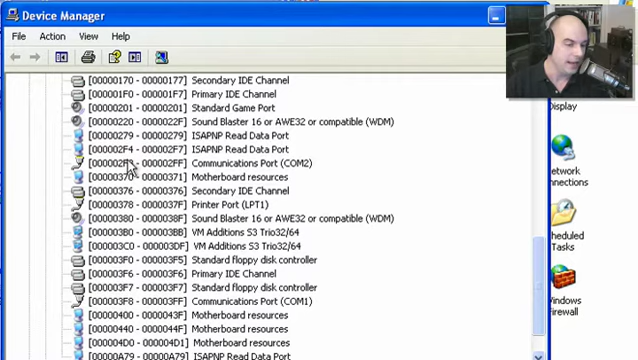 Device Manager
File Action View Help
[00000170 - 00000177] Secondary IDE Channel
[000001F0 - 000001F7] Primary IDE Channel
[00000201 - 00000201] Standard Game Port
[00000220 - 0000022F] Sound Blaster 16 or AWE32 or compatible (WDM)
[00000279 - 00000279] ISAPNP Read Data Port
[000002F4 - 000002F7] ISAPNP Read Data Port
- 000002FF] Communications Port (COM2)
- 00000371] Motherboard resources
[00000376 - 00000376] Secondary IDE Channel
[00000378 - 0000037F] Printer Port (LPT1)
[00000380 - 0000038F] Sound Blaster 16 or AWE32 or compatible (WDM)
[000003B0 - 000003BB] VM Additions S3 Trio32/64
[000003C0 - 000003DF] VM Additions S3 Trio32/64
[000003F0 - 000003F5] Standard floppy disk controller
[000003F6 - 000003F6] Primary IDE Channel
[000003F7 - 000003F7] Standard floppy disk controller
[000003F8 - 000003FF] Communications Port (COM1)
[00000400 - 0000043F] Motherboard resources
[00000440 - 0000044F] Motherboard resources
[000004D0 - 000004D1] Motherboard resources
[00000A79 - 00000A79] ISAPNP Read Data Port
Display
Network
Connections
Scheduled
Tasks
Windows
Firewall